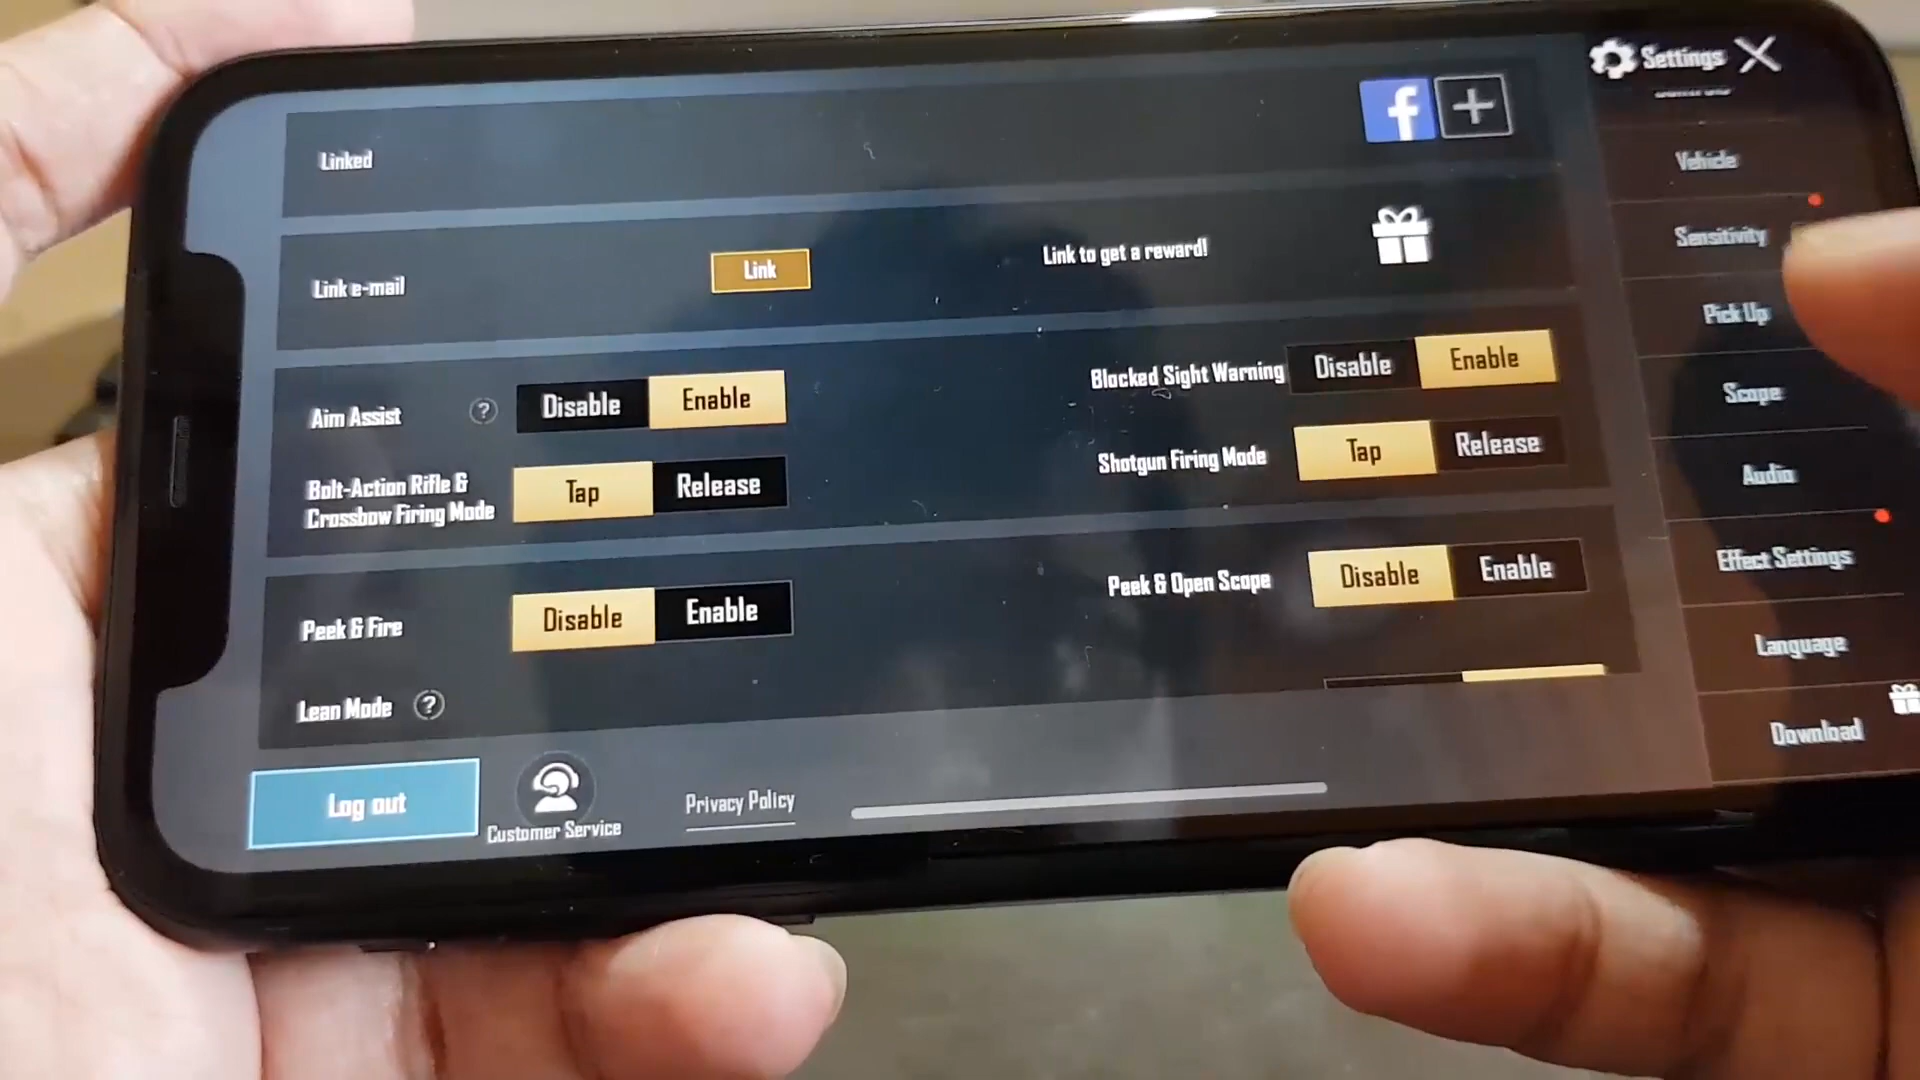 Settings
Linked
Link e-mail
Link
Link to get a reward!
Aim Assist
?
Disable
Enable
Blocked Sight Warning
Disable
Enable
Bolt-Action Rifle &
Crossbow Firing Mode
Tap
Release
Shotgun Firing Mode
Tap
Release
Peek & Fire
Disable
Enable
Peek & Open Scope
Disable
Enable
Lean Mode
?
Log out
Customer Service
Privacy Policy
Vehicle
Sensitivity
Pick Up
Scope
Audio
Effect Settings
Language
Download